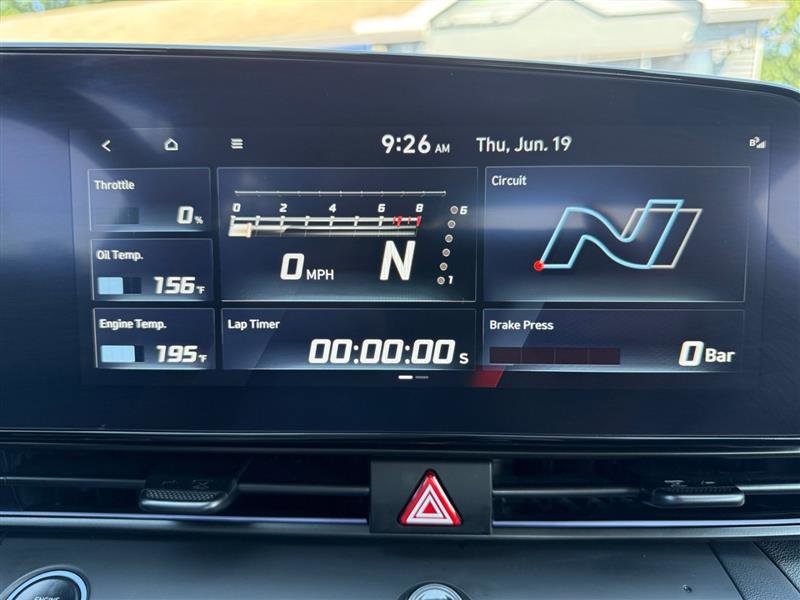 9:26 AM Thu, Jun. 19
Throttle
0 %
Oil Temp.
156 °F
Engine Temp.
195 °F
0 2 4 6 8
0 MPH
N
6
1
Lap Timer
00:00:00 S
Circuit
Brake Press
0 Bar
ENGINE